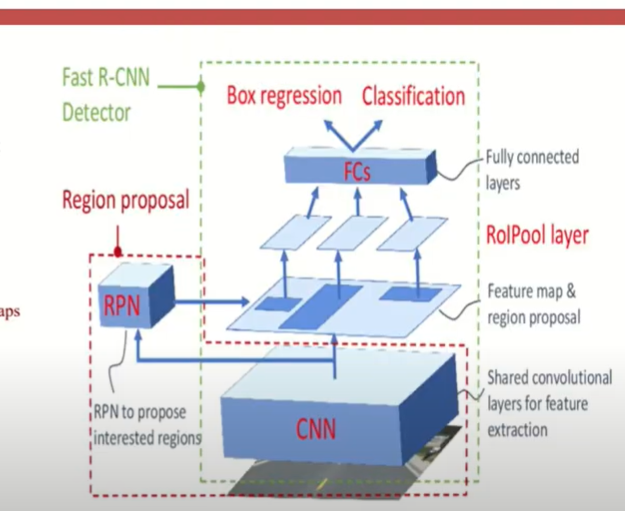 Fast R-CNN
Detector
Box regression
Classification
FCs
Fully connected
layers
Region proposal
RoIPool layer
aps
RPN
Feature map &
region proposal
RPN to propose
interested regions
CNN
Shared convolutional
layers for feature
extraction